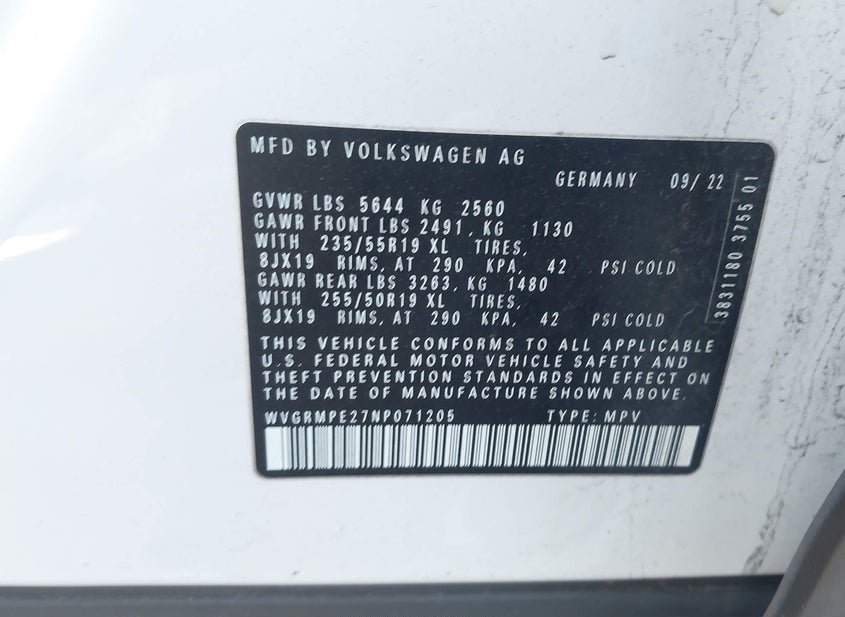 MFD BY VOLKSWAGEN AG
GERMANY 09/ 22
GVWR LBS 5644 KG 2560
GAWR FRONT LBS 2491, KG 1130
WITH 235/55R19 XL TIRES,
8JX19 RIMS, AT 290 KPA, 42 PSI COLD
GAWR REAR LBS 3263, KG 1480
WITH 255/50R19 XL TIRES,
8JX19 RIMS, AT 290 KPA, 42 PSI COLD
THIS VEHICLE CONFORMS TO ALL APPLICABLE
U.S. FEDERAL MOTOR VEHICLE SAFETY AND
THEFT PREVENTION STANDARDS IN EFFECT ON
THE DATE OF MANUFACTURE SHOWN ABOVE.
WVGRMPE27NP071205 TYPE: MPV
3831180 3755 01